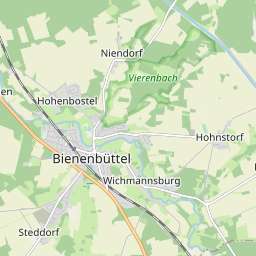 Niendorf
Vierenbach
Hohenbostel
Hohnstorf
Bienenbüttel
Wichmannsburg
Steddorf